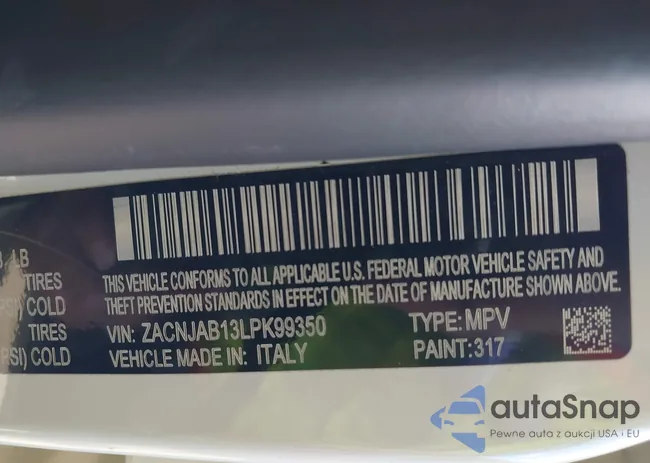 LB
TIRES
COLD
TIRES
PSI) COLD
THIS VEHICLE CONFORMS TO ALL APPLICABLE U.S. FEDERAL MOTOR VEHICLE SAFETY AND
THEFT PREVENTION STANDARDS IN EFFECT ON THE DATE OF MANUFACTURE SHOWN ABOVE.
VIN: ZACNJAB13LPK99350 TYPE: MPV
VEHICLE MADE IN: ITALY PAINT: 317
autaSnap
Pewne auta z aukcji USA i EU